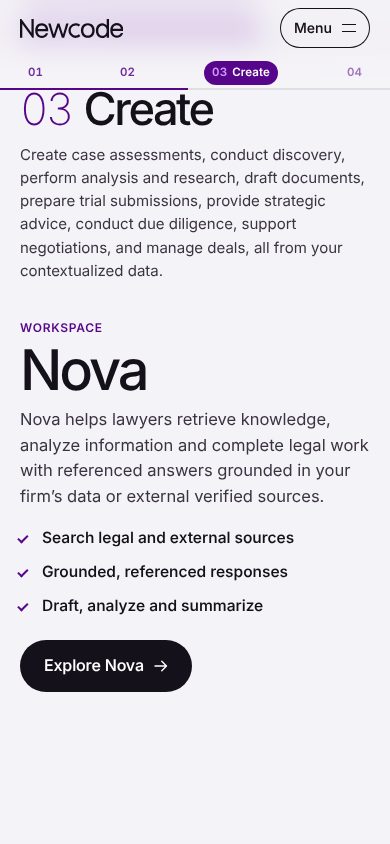 Newcode
Menu
01
02
03 Create
04
03 Create
Create case assessments, conduct discovery,
perform analysis and research, draft documents,
prepare trial submissions, provide strategic
advice, conduct due diligence, support
negotiations, and manage deals, all from your
contextualized data.
WORKSPACE
Nova
Nova helps lawyers retrieve knowledge,
analyze information and complete legal work
with referenced answers grounded in your
firm’s data or external verified sources.
Search legal and external sources
Grounded, referenced responses
Draft, analyze and summarize
Explore Nova →